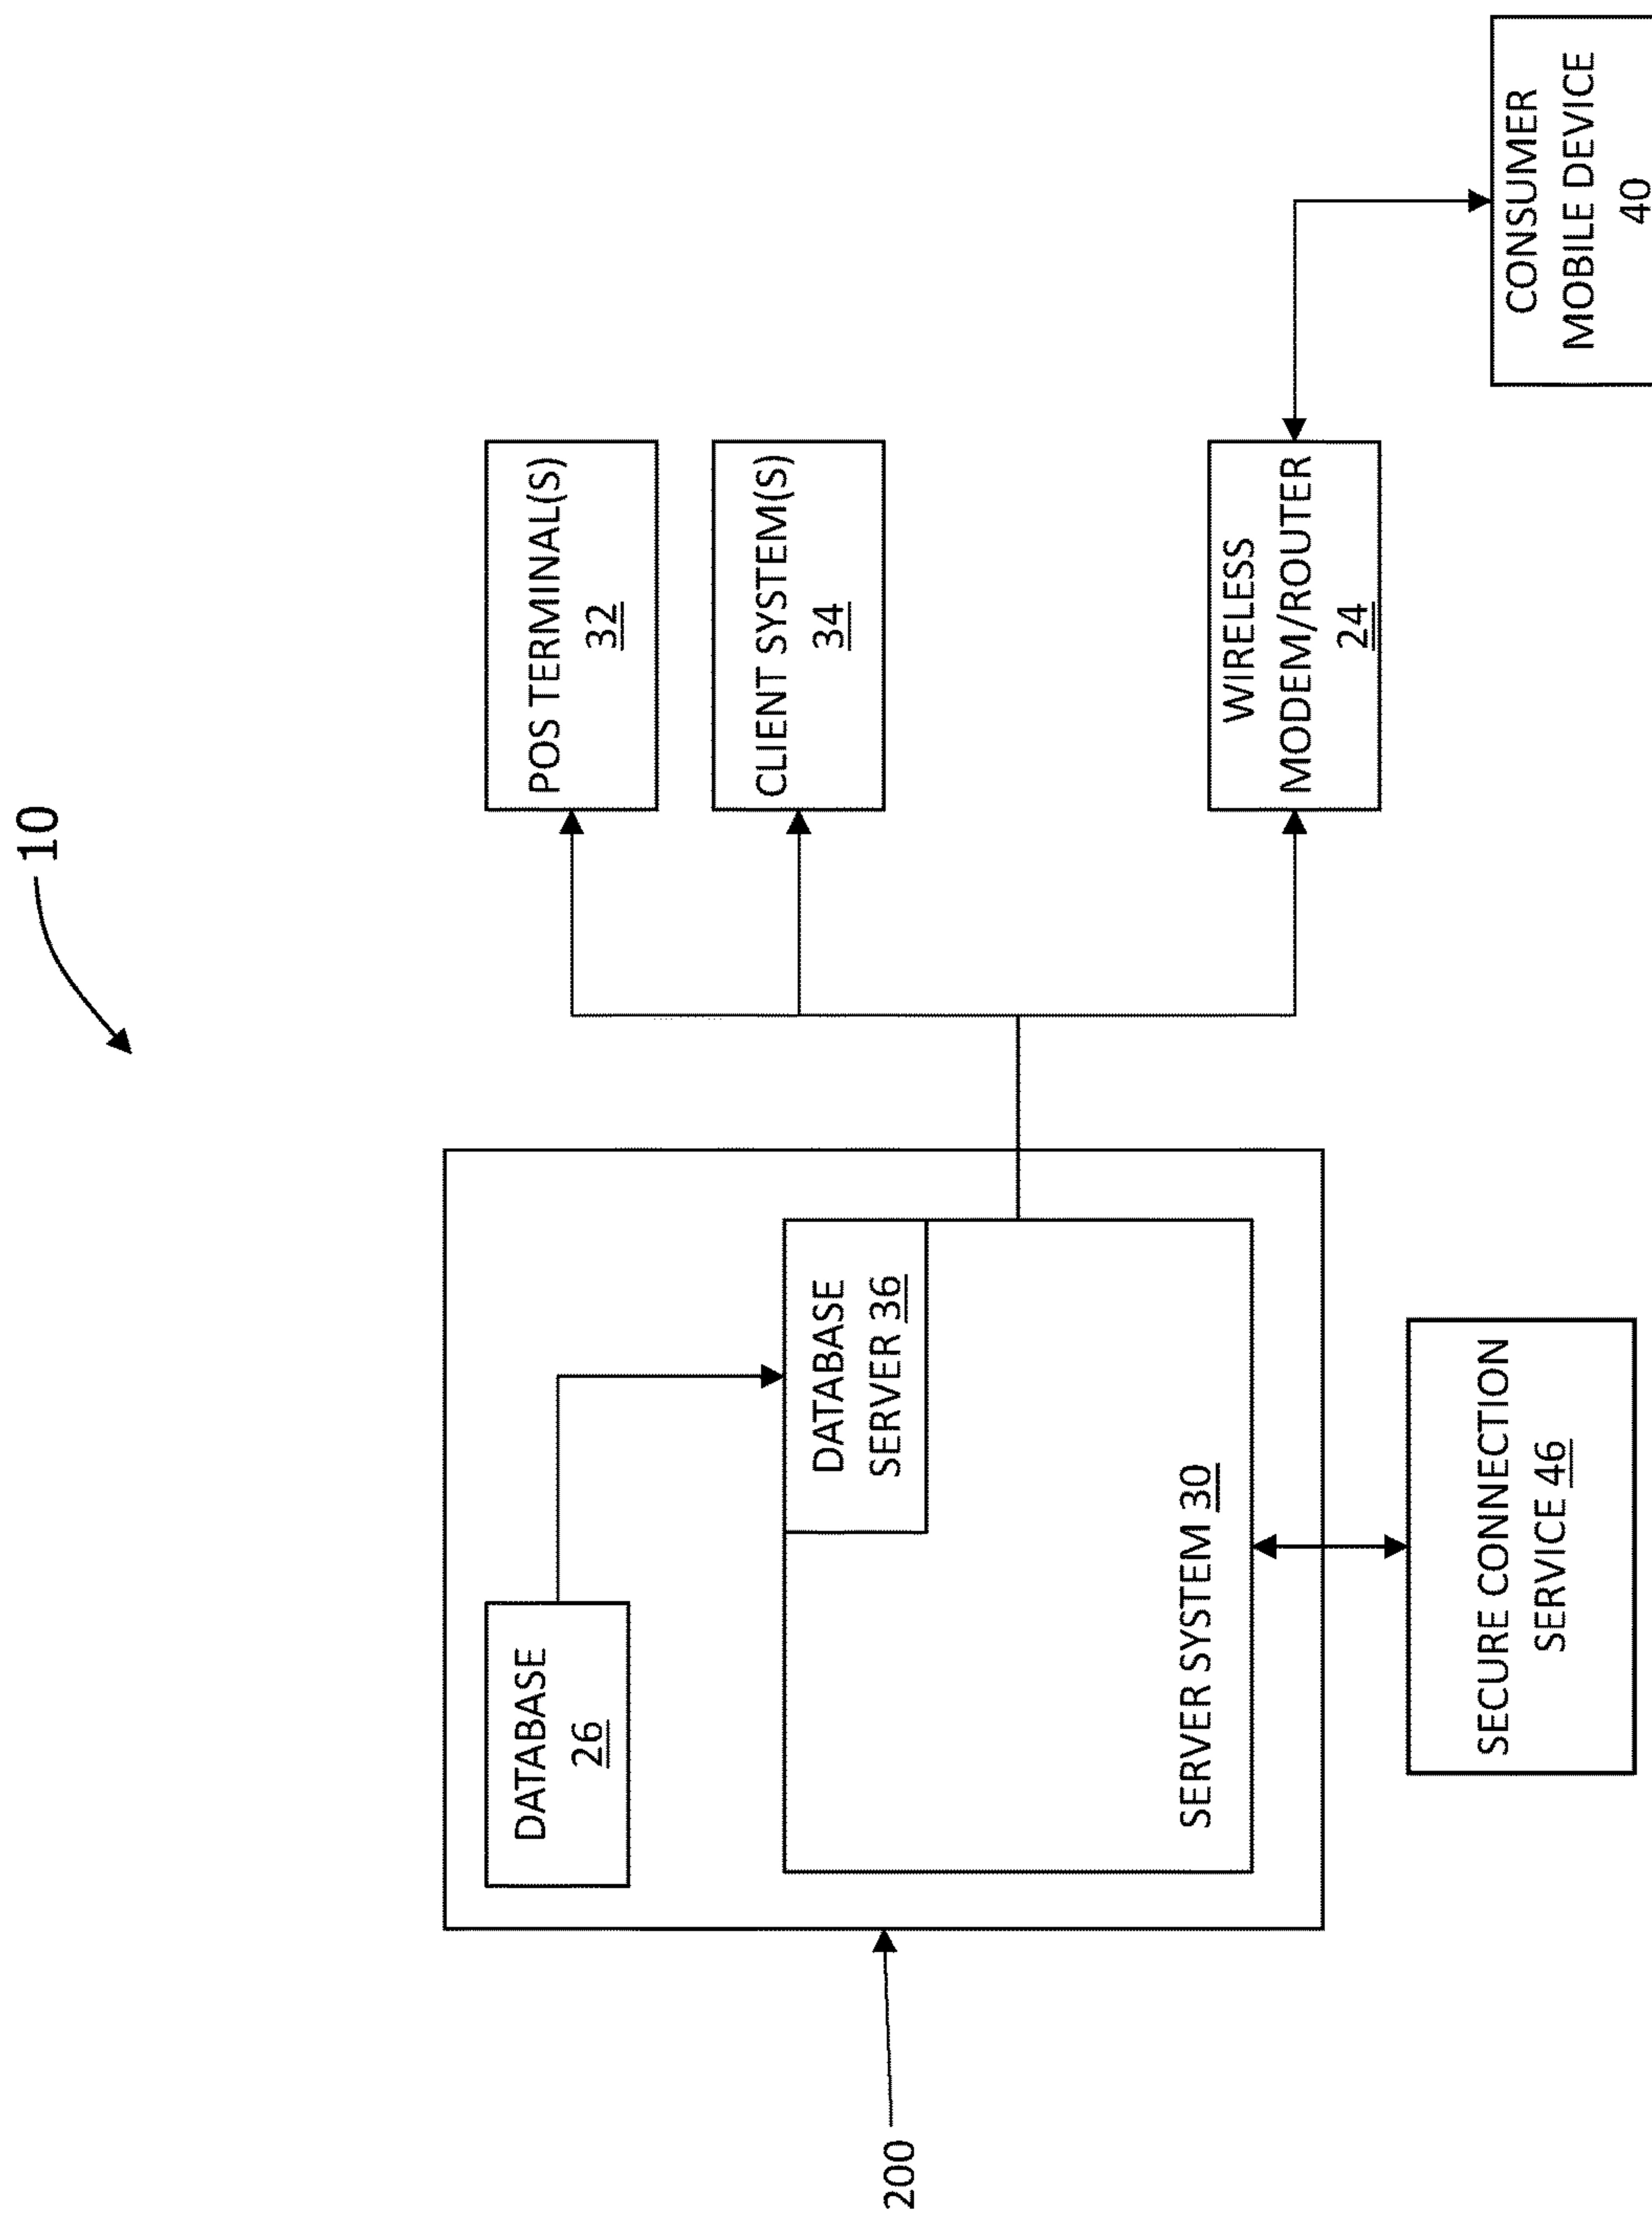 10
DATABASE
26
DATABASE
SERVER 36
SERVER SYSTEM 30
200
SECURE CONNECTION
SERVICE 46
POS TERMINAL(S)
32
CLIENT SYSTEM(S)
34
WIRELESS
MODEM/ROUTER
24
CONSUMER
MOBILE DEVICE
40